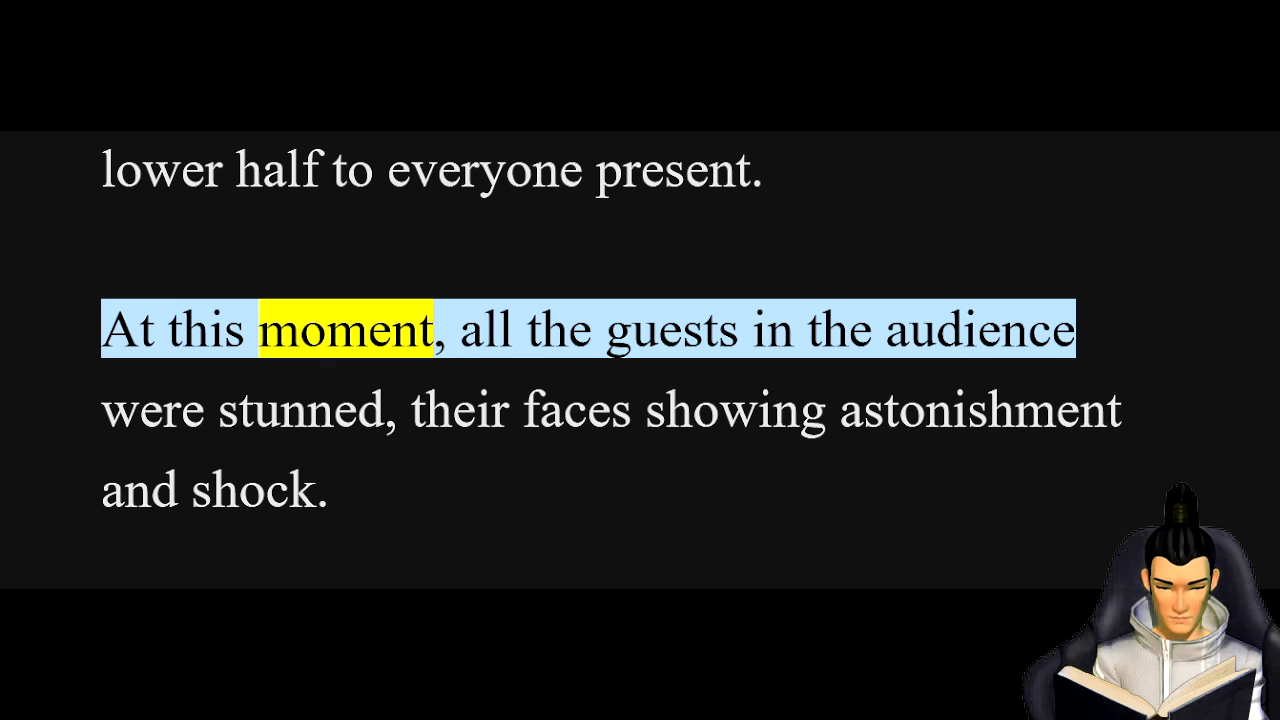 lower half to everyone present.
At this moment, all the guests in the audience
were stunned, their faces showing astonishment
and shock.